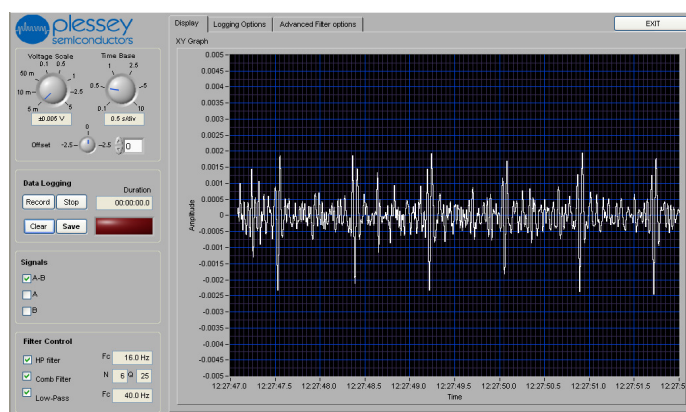 plessey
semiconductors
Display
Logging Options
Advanced Filter options
EXIT
XY Graph
Voltage Scale
0.1 0.5
50 m 1
10 m 2.5
5 m 5
±0.005 V
Time Base
1 2.5
0.5 5
0.1 10
0.5 s/div
0
Offset -2.5 2.5 0
Data Logging
Duration
Record Stop 00:00:00.0
Clear Save
Signals
A-B
A
B
Filter Control
HP filter Fc 16.0 Hz
Comb Filter N 6 Q 25
Low-Pass Fc 40.0 Hz
Amplitude
0.005
0.0045
0.004
0.0035
0.003
0.0025
0.002
0.0015
0.001
0.0005
0
-0.0005
-0.001
-0.0015
-0.002
-0.0025
-0.003
-0.0035
-0.004
-0.0045
-0.005
12:27:47.0 12:27:47.5 12:27:48.0 12:27:48.5 12:27:49.0 12:27:49.5 12:27:50.0 12:27:50.5 12:27:51.0 12:27:51.5
Time